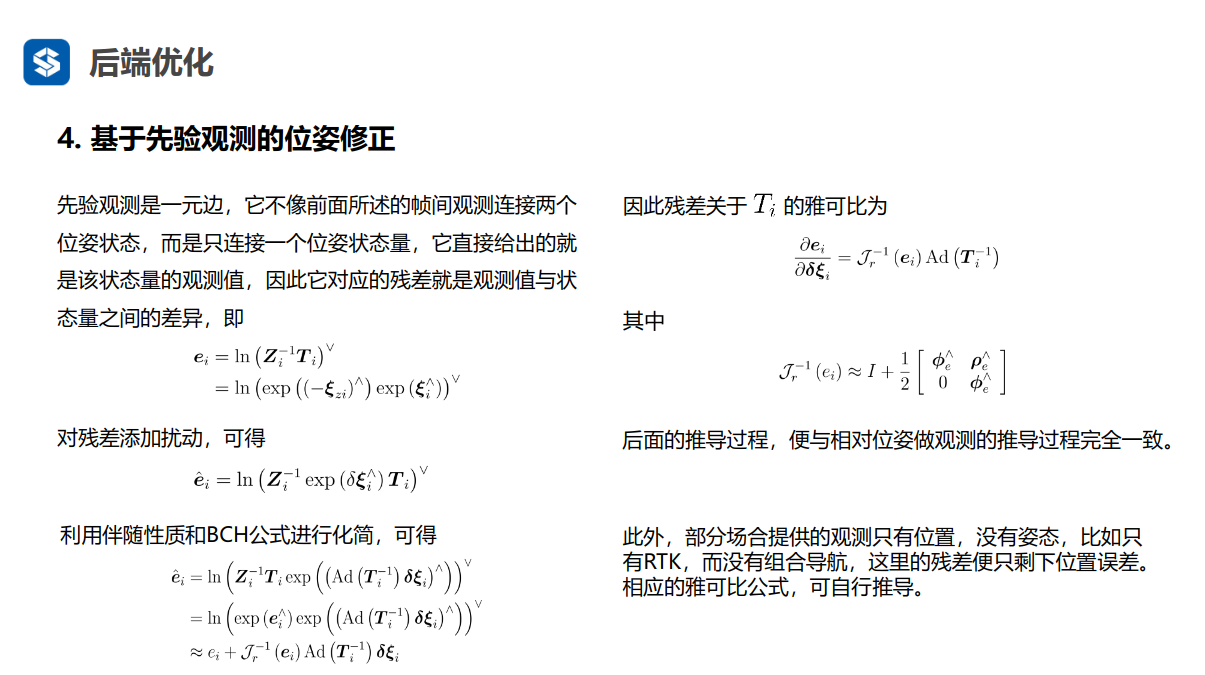 后端优化
4. 基于先验观测的位姿修正
先验观测是一元边，它不像前面所述的帧间观测连接两个
位姿状态，而是只连接一个位姿状态量，它直接给出的就
是该状态量的观测值，因此它对应的残差就是观测值与状
态量之间的差异，即
$\boldsymbol{e}_i = \ln\left(\boldsymbol{Z}_i^{-1}\boldsymbol{T}_i\right)^{\vee}$
$= \ln\left(\exp\left((-\boldsymbol{\xi}_{zi})^{\wedge}\right)\exp\left(\boldsymbol{\xi}_i^{\wedge}\right)\right)^{\vee}$
对残差添加扰动，可得
$\hat{\boldsymbol{e}}_i = \ln\left(\boldsymbol{Z}_i^{-1}\exp\left(\delta\boldsymbol{\xi}_i^{\wedge}\right)\boldsymbol{T}_i\right)^{\vee}$
利用伴随性质和BCH公式进行化简，可得
$\hat{\boldsymbol{e}}_i = \ln\left(\boldsymbol{Z}_i^{-1}\boldsymbol{T}_i\exp\left(\left(\mathrm{Ad}\left(\boldsymbol{T}_i^{-1}\right)\boldsymbol{\delta\xi}_i\right)^{\wedge}\right)\right)^{\vee}$
$= \ln\left(\exp\left(\boldsymbol{e}_i^{\wedge}\right)\exp\left(\left(\mathrm{Ad}\left(\boldsymbol{T}_i^{-1}\right)\boldsymbol{\delta\xi}_i\right)^{\wedge}\right)\right)^{\vee}$
$\approx e_i + \mathcal{J}_r^{-1}\left(\boldsymbol{e}_i\right)\mathrm{Ad}\left(\boldsymbol{T}_i^{-1}\right)\boldsymbol{\delta\xi}_i$
因此残差关于 $T_i$ 的雅可比为
$\frac{\partial \boldsymbol{e}_i}{\partial \boldsymbol{\delta\xi}_i} = \mathcal{J}_r^{-1}\left(\boldsymbol{e}_i\right)\mathrm{Ad}\left(\boldsymbol{T}_i^{-1}\right)$
其中
$\mathcal{J}_r^{-1}(e_i) \approx I + \frac{1}{2}\begin{bmatrix}\boldsymbol{\phi}_e^{\wedge} & \boldsymbol{\rho}_e^{\wedge} \\ 0 & \boldsymbol{\phi}_e^{\wedge}\end{bmatrix}$
后面的推导过程，便与相对位姿做观测的推导过程完全一致。
此外，部分场合提供的观测只有位置，没有姿态，比如只
有RTK，而没有组合导航，这里的残差便只剩下位置误差。
相应的雅可比公式，可自行推导。